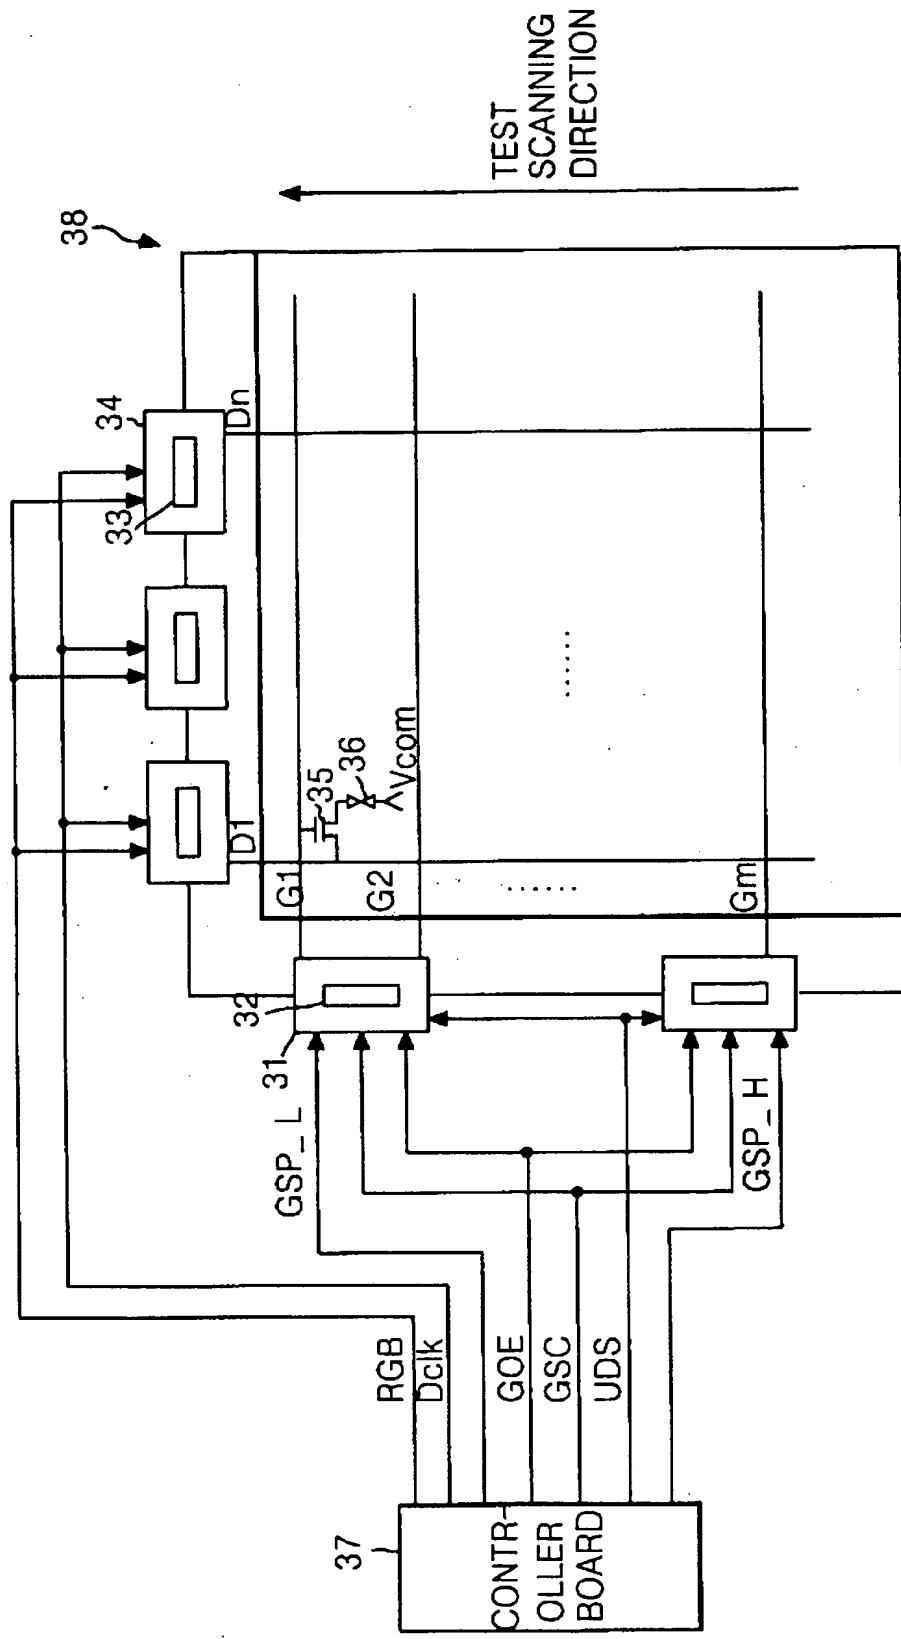 38
TEST
SCANNING
DIRECTION
34
33
Dn
D1
G1
35
36
Vcom
G2
......
......
Gm
32
31
GSP_L
GSP_H
RGB
Dclk
GOE
GSC
UDS
37
CONTR-
OLLER
BOARD